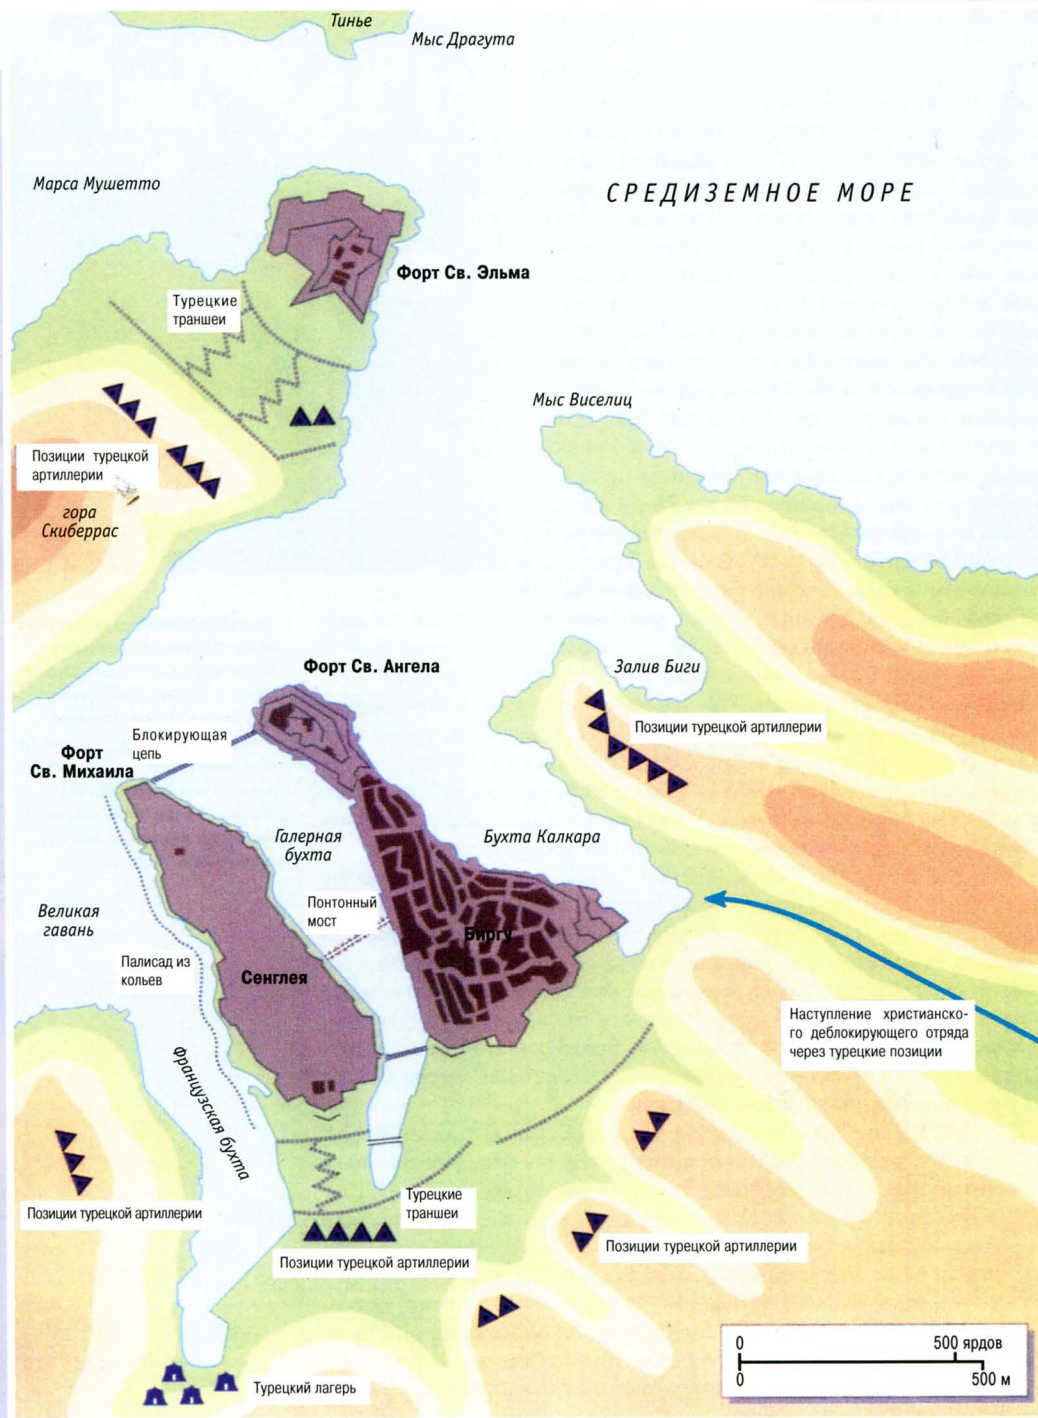 Тинье
Мыс Драгута
Марса Мушетто
СРЕДИЗЕМНОЕ МОРЕ
Форт Св. Эльма
Турецкие
траншеи
Мыс Виселиц
Позиции турецкой
артиллерии
гора
Скиберрас
Форт Св. Ангела
Залив Биги
Позиции турецкой артиллерии
Блокирующая
цепь
Форт
Св. Михаила
Галерная
бухта
Бухта Калкара
Понтонный
мост
Великая
гавань
Биргу
Палисад из
кольев
Сенглея
Наступление христианско-
го деблокирующего отряда
через турецкие позиции
Французская бухта
Турецкие
траншеи
Позиции турецкой артиллерии
Позиции турецкой артиллерии
Позиции турецкой артиллерии
Турецкий лагерь
0 500 ярдов
0 500 м